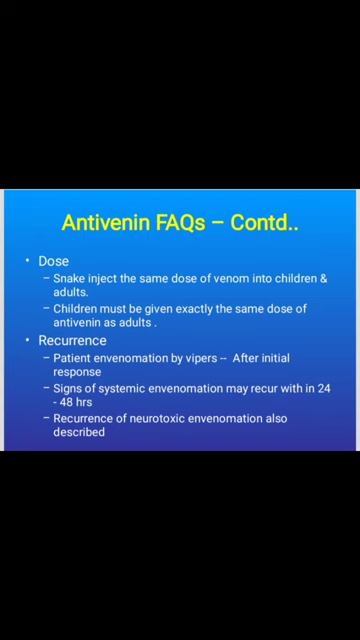 Antivenin FAQs – Contd..
• Dose
– Snake inject the same dose of venom into children &
adults.
– Children must be given exactly the same dose of
antivenin as adults .
• Recurrence
– Patient envenomation by vipers -- After initial
response
– Signs of systemic envenomation may recur with in 24
- 48 hrs
– Recurrence of neurotoxic envenomation also
described